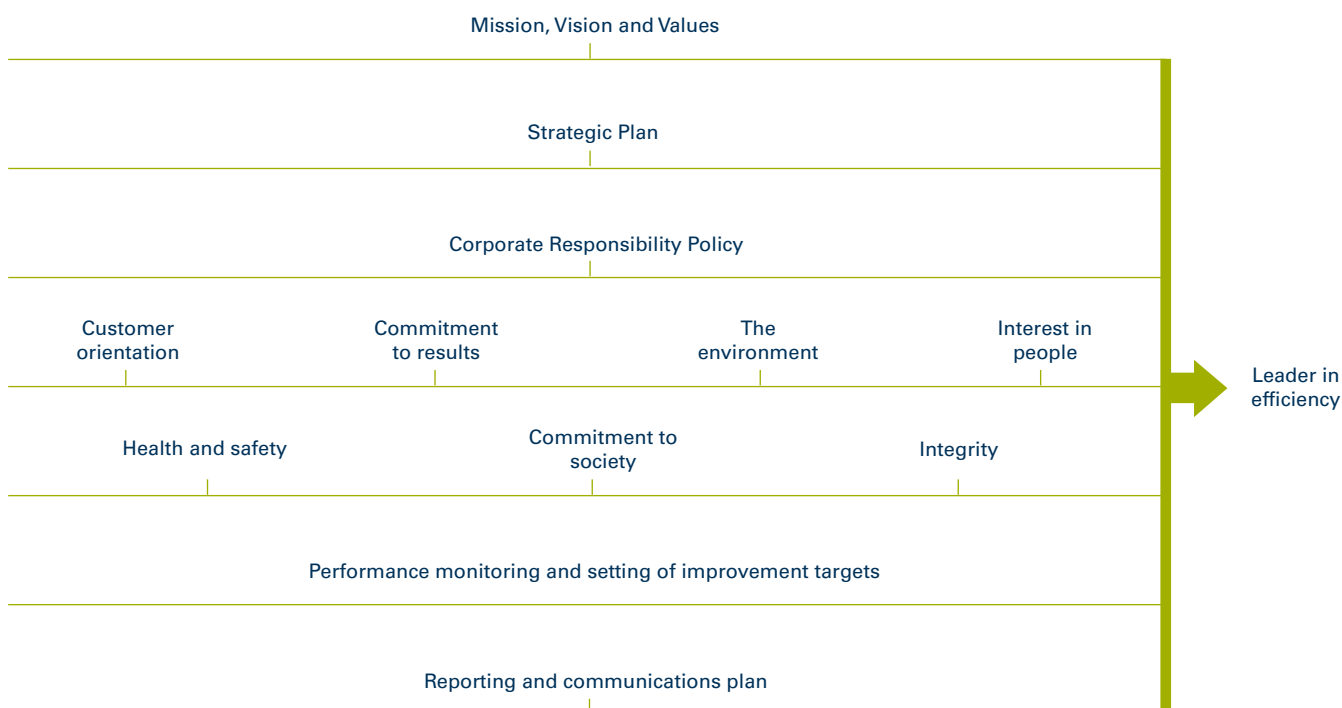 Mission, Vision and Values
Strategic Plan
Corporate Responsibility Policy
Customer
orientation
Commitment
to results
The
environment
Interest in
people
Leader in
efficiency
Health and safety
Commitment to
society
Integrity
Performance monitoring and setting of improvement targets
Reporting and communications plan